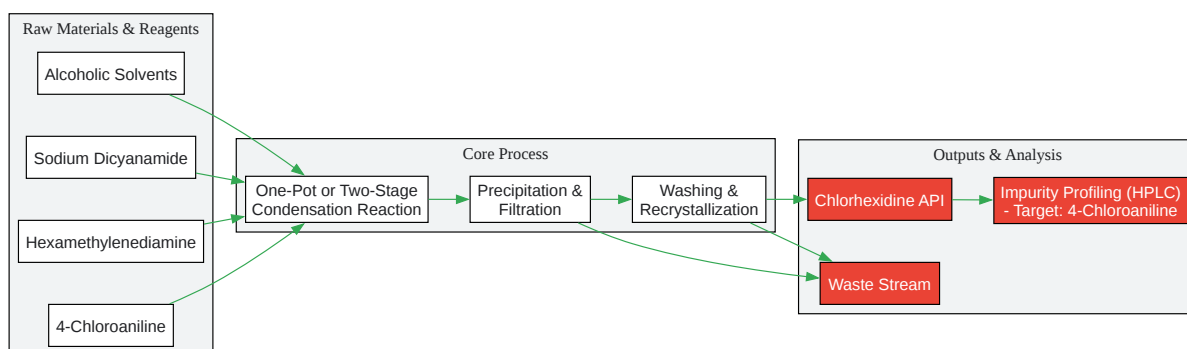 Raw Materials & Reagents
Alcoholic Solvents
Sodium Dicyanamide
Hexamethylenediamine
4-Chloroaniline
Core Process
One-Pot or Two-Stage
Condensation Reaction
Precipitation &
Filtration
Washing &
Recrystallization
Outputs & Analysis
Chlorhexidine API
Impurity Profiling (HPLC)
- Target: 4-Chloroaniline
Waste Stream